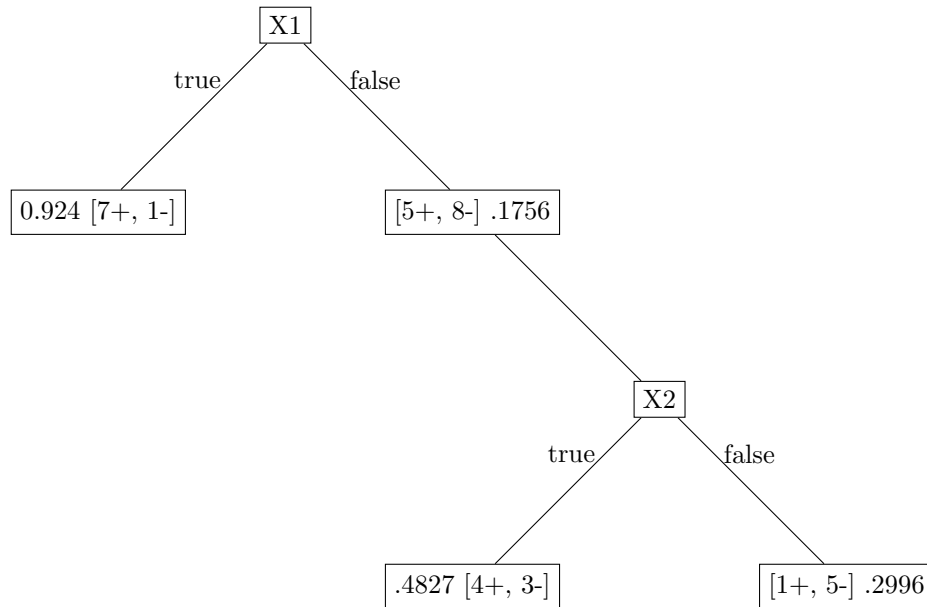 X1
true
false
0.924 [7+, 1-]
[5+, 8-] .1756
X2
true
false
.4827 [4+, 3-]
[1+, 5-] .2996